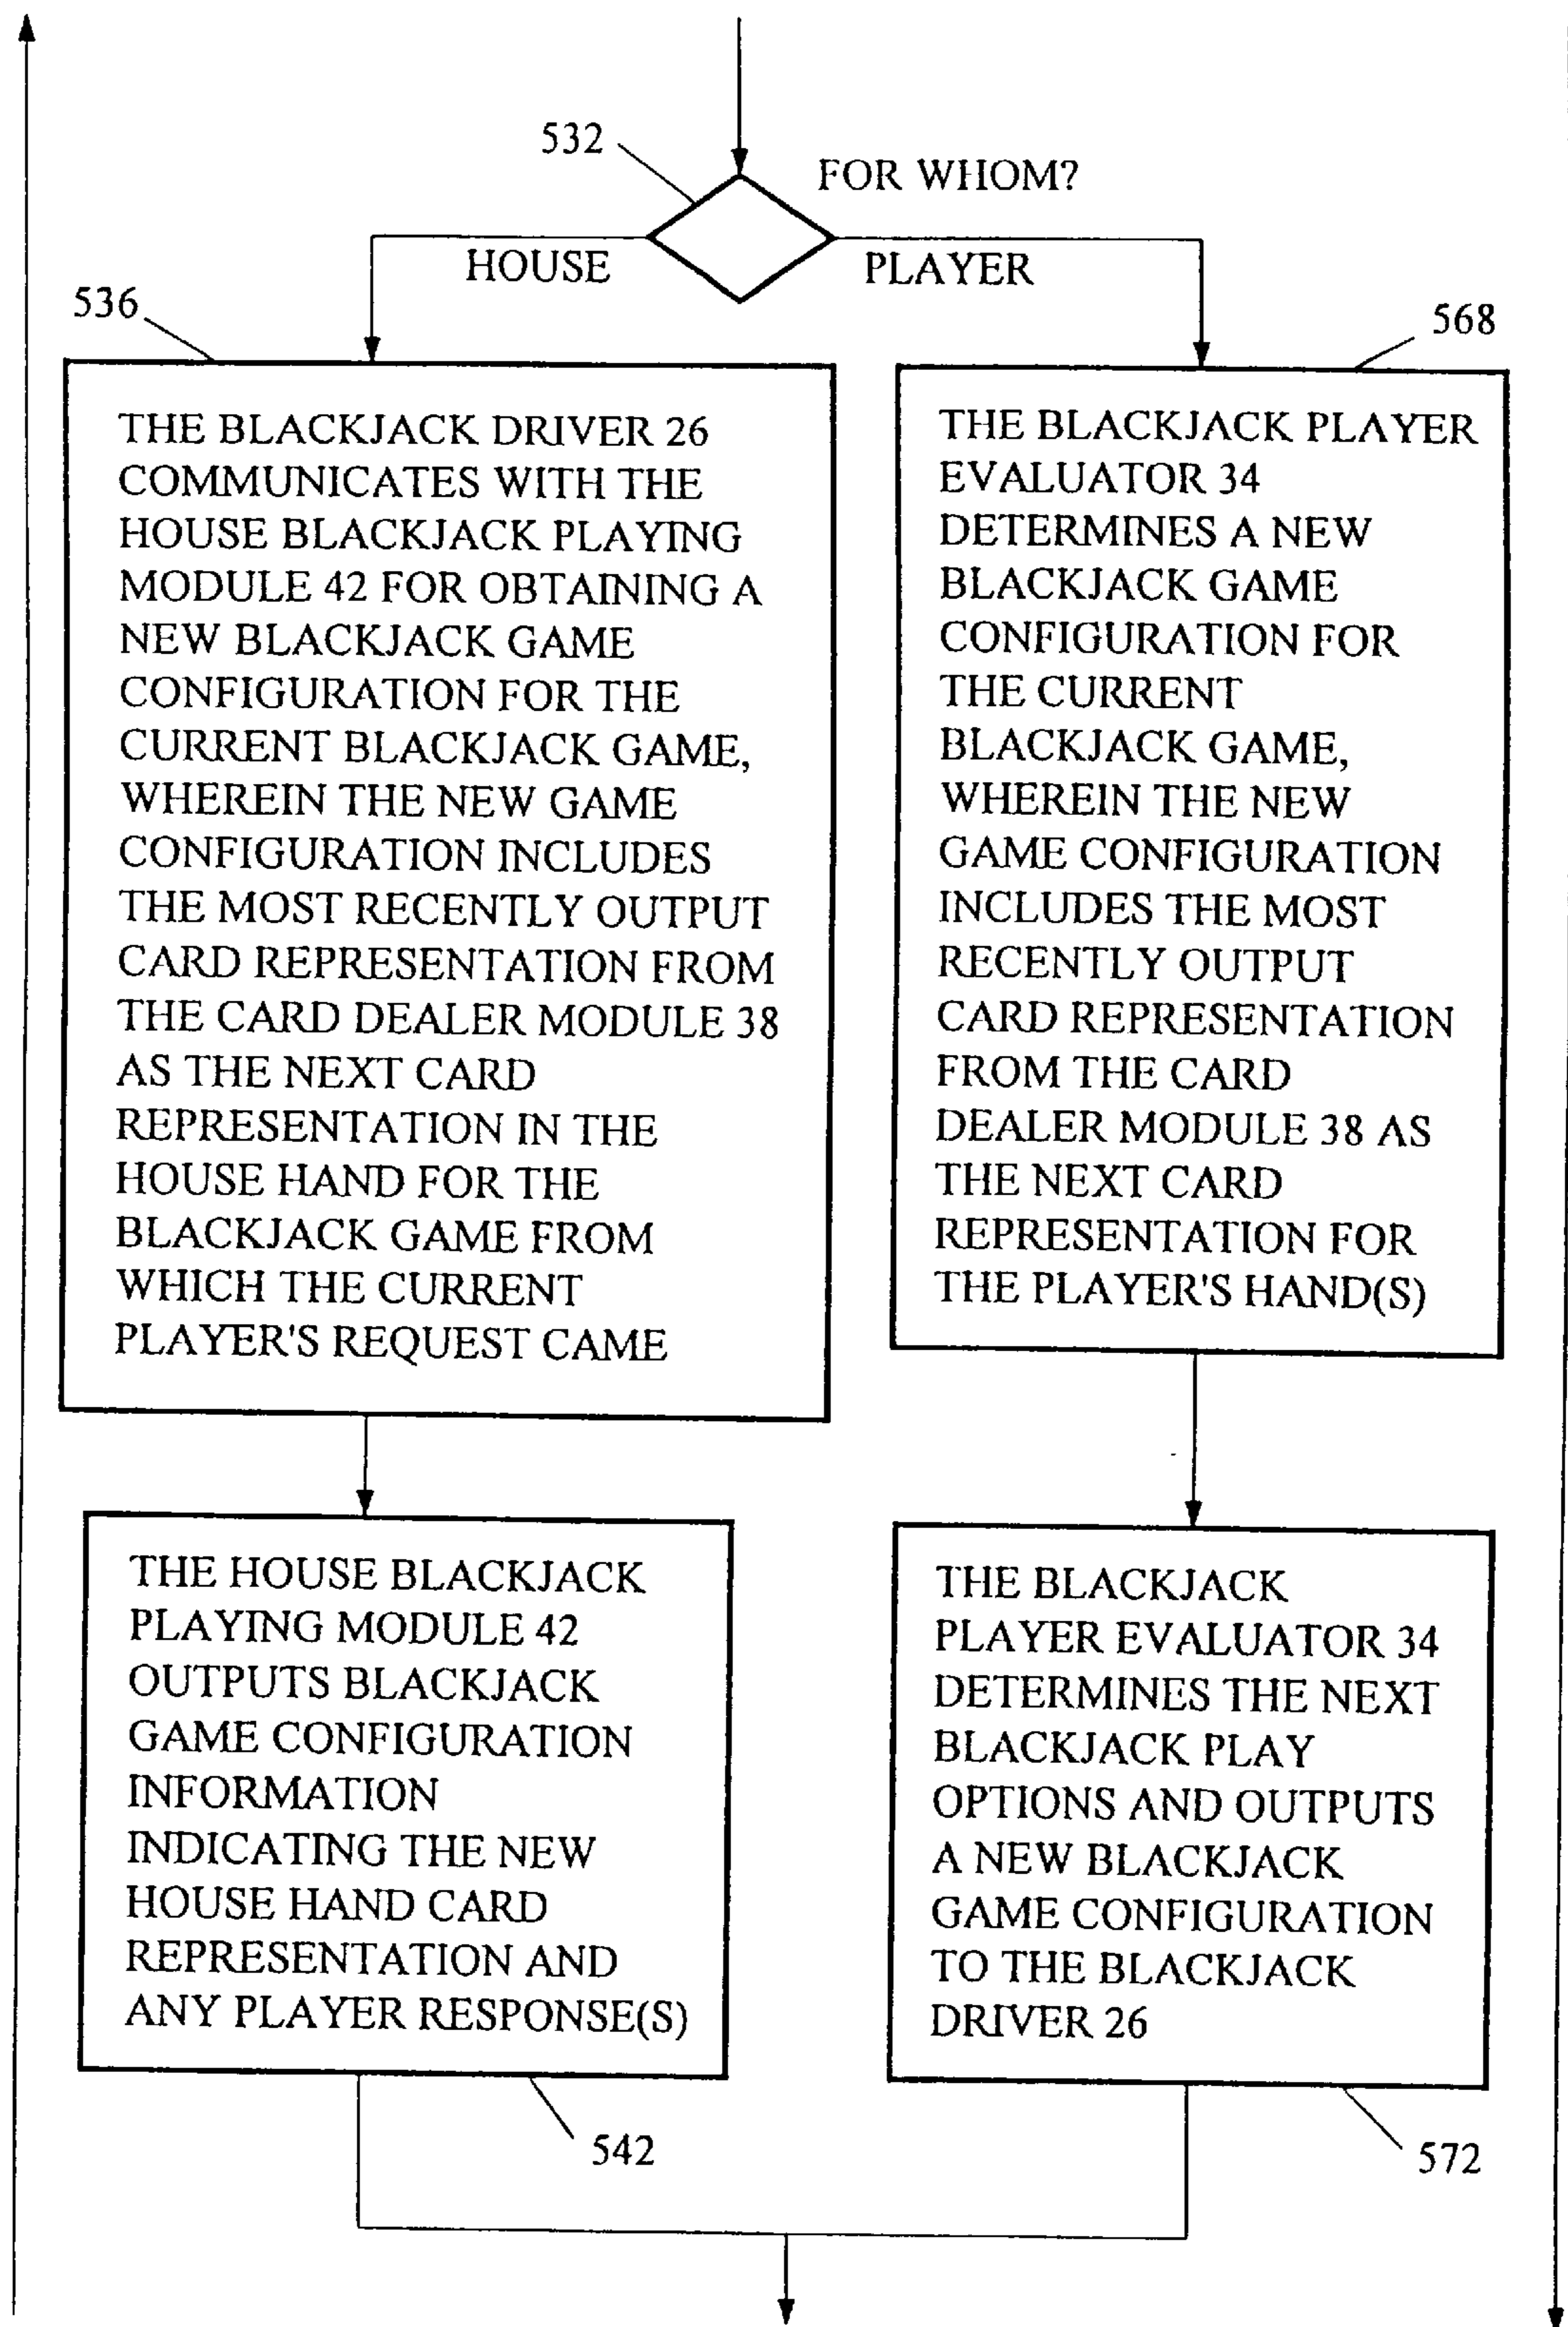 532
FOR WHOM?
HOUSE
PLAYER
536
THE BLACKJACK DRIVER 26
COMMUNICATES WITH THE
HOUSE BLACKJACK PLAYING
MODULE 42 FOR OBTAINING A
NEW BLACKJACK GAME
CONFIGURATION FOR THE
CURRENT BLACKJACK GAME,
WHEREIN THE NEW GAME
CONFIGURATION INCLUDES
THE MOST RECENTLY OUTPUT
CARD REPRESENTATION FROM
THE CARD DEALER MODULE 38
AS THE NEXT CARD
REPRESENTATION IN THE
HOUSE HAND FOR THE
BLACKJACK GAME FROM
WHICH THE CURRENT
PLAYER'S REQUEST CAME
568
THE BLACKJACK PLAYER
EVALUATOR 34
DETERMINES A NEW
BLACKJACK GAME
CONFIGURATION FOR
THE CURRENT
BLACKJACK GAME,
WHEREIN THE NEW
GAME CONFIGURATION
INCLUDES THE MOST
RECENTLY OUTPUT
CARD REPRESENTATION
FROM THE CARD
DEALER MODULE 38 AS
THE NEXT CARD
REPRESENTATION FOR
THE PLAYER'S HAND(S)
THE HOUSE BLACKJACK
PLAYING MODULE 42
OUTPUTS BLACKJACK
GAME CONFIGURATION
INFORMATION
INDICATING THE NEW
HOUSE HAND CARD
REPRESENTATION AND
ANY PLAYER RESPONSE(S)
542
THE BLACKJACK
PLAYER EVALUATOR 34
DETERMINES THE NEXT
BLACKJACK PLAY
OPTIONS AND OUTPUTS
A NEW BLACKJACK
GAME CONFIGURATION
TO THE BLACKJACK
DRIVER 26
572